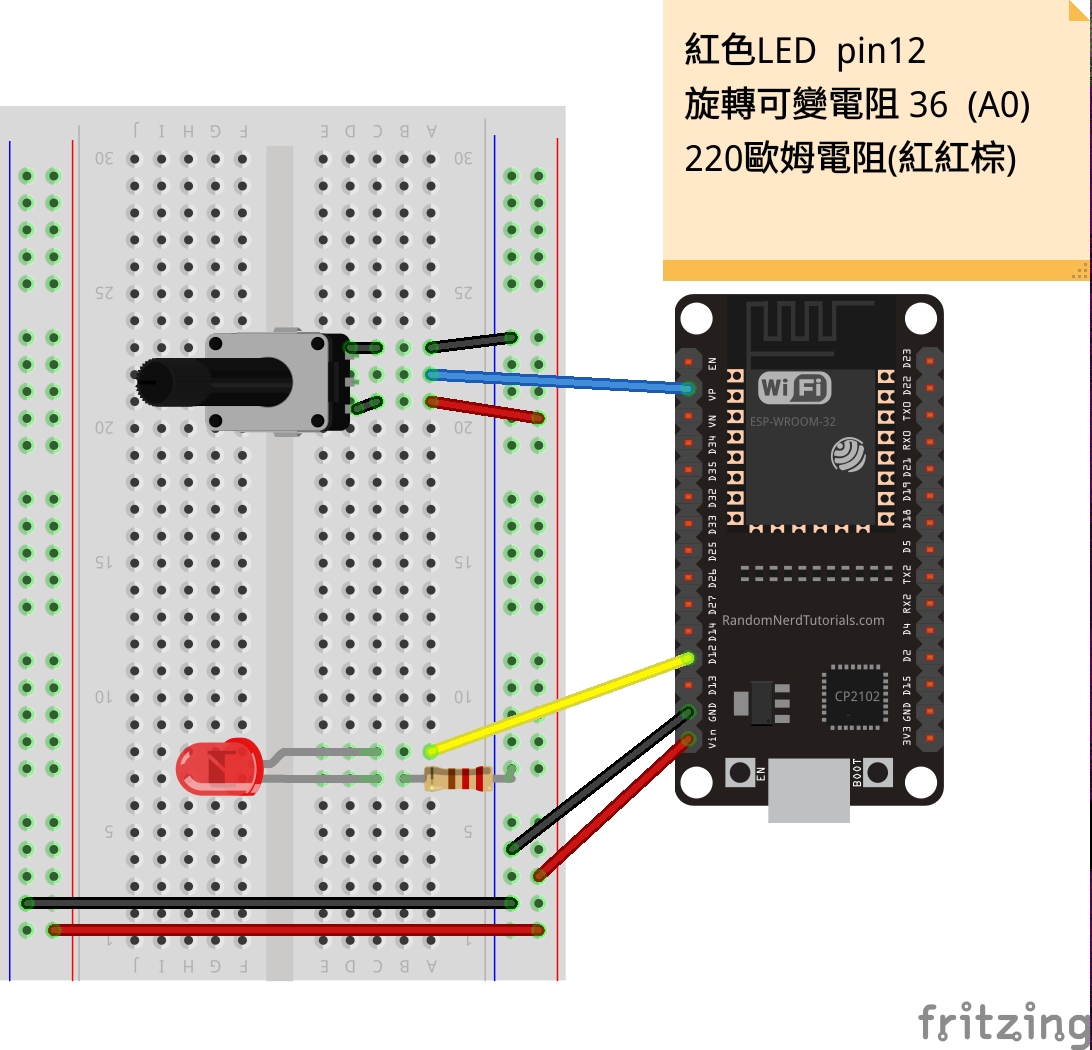 紅色LED pin12
旋轉可變電阻 36 (A0)
220歐姆電阻(紅紅棕)
J I H G F E D C B A
30 30
25 25
20 20
15 15
10 10
5 5
1 1
J I H G F E D C B A
WiFi
ESP-WROOM-32
EN
VP
VN
D34
D35
D32
D33
D25
D26
D27
D14
D12
D13
GND
Vin
D23
D22
TX0
RX0
D21
D19
D18
D5
TX2
RX2
D4
D2
D15
GND
3V3
RandomNerdTutorials.com
CP2102
EN
BOOT
fritzing